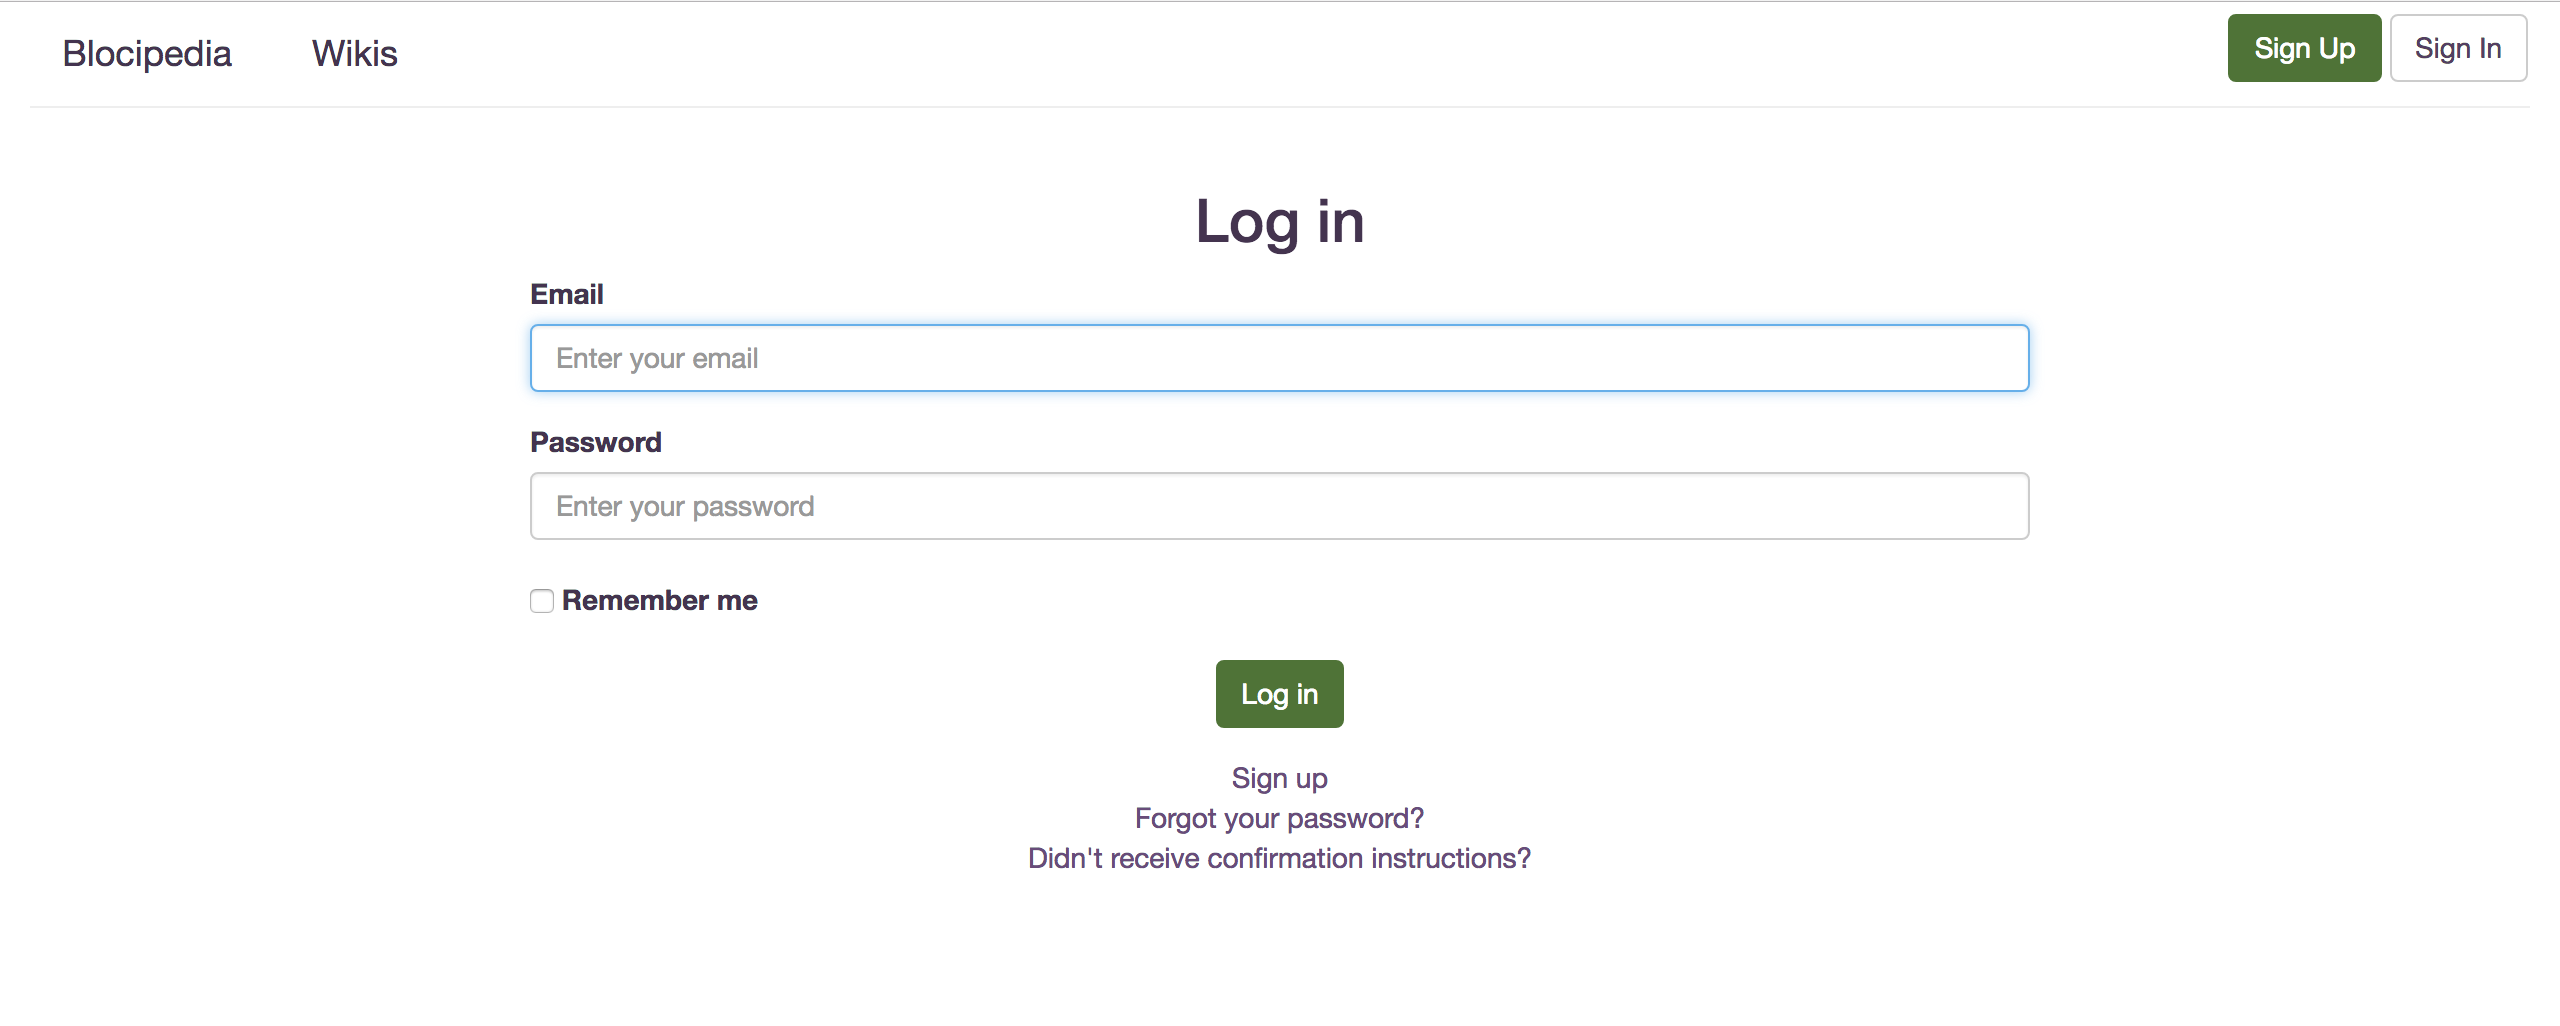 Blocipedia Wikis Sign Up Sign In
Log in
Email
Enter your email
Password
Enter your password
Remember me
Log in
Sign up
Forgot your password?
Didn't receive confirmation instructions?